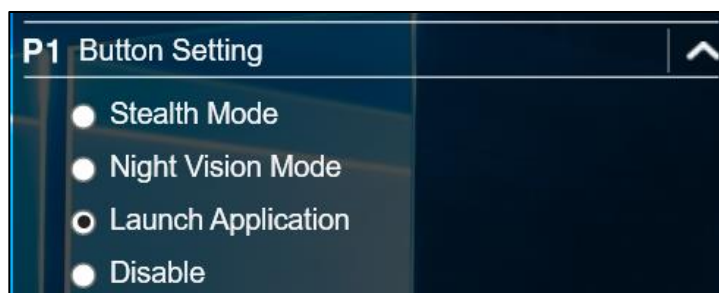 P1 Button Setting
Stealth Mode
Night Vision Mode
Launch Application
Disable